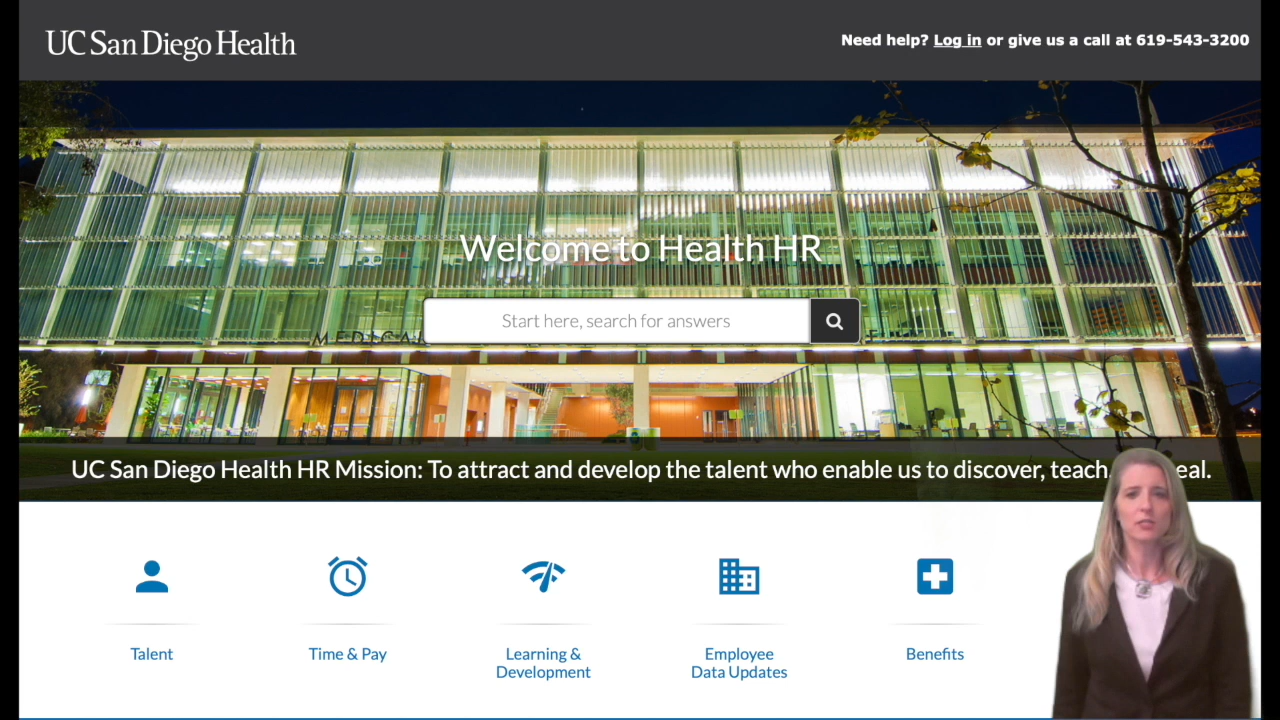 UC San Diego Health
Need help? Log in or give us a call at 619-543-3200
Welcome to Health HR
Start here, search for answers
MEDICAL
UC San Diego Health HR Mission: To attract and develop the talent who enable us to discover, teach
Talent
Time & Pay
Learning &
Development
Employee
Data Updates
Benefits